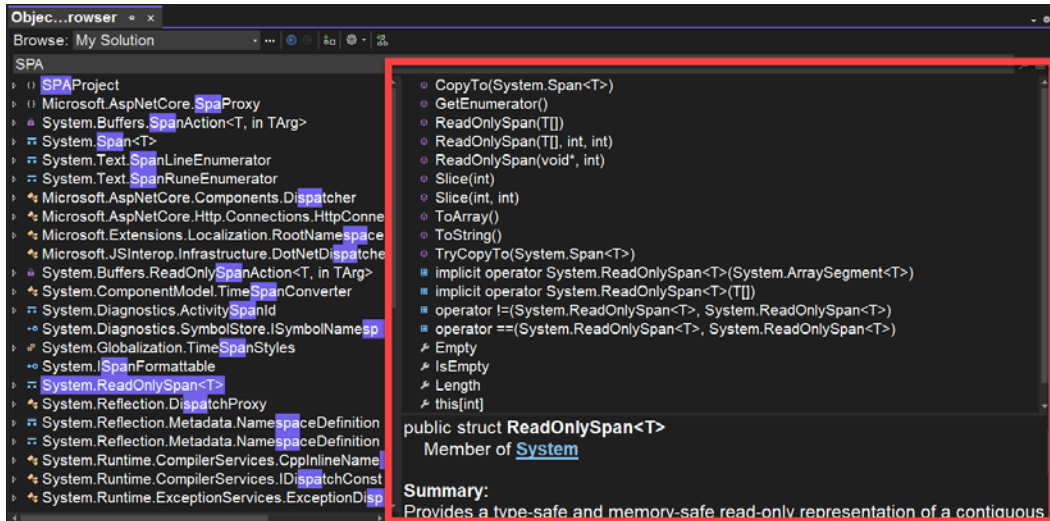 Objec...rowser
Browse: My Solution
SPA
SPAProject
Microsoft.AspNetCore.SpaProxy
System.Buffers.SpanAction<T, in TArg>
System.Span<T>
System.Text.SpanLineEnumerator
System.Text.SpanRuneEnumerator
Microsoft.AspNetCore.Components.Dispatcher
Microsoft.AspNetCore.Http.Connections.HttpConne
Microsoft.Extensions.Localization.RootNamespace
Microsoft.JSInterop.Infrastructure.DotNetDispatche
System.Buffers.ReadOnlySpanAction<T, in TArg>
System.ComponentModel.TimeSpanConverter
System.Diagnostics.ActivitySpanId
System.Diagnostics.SymbolStore.ISymbolNamesp
System.Globalization.TimeSpanStyles
System.ISpanFormattable
System.ReadOnlySpan<T>
System.Reflection.DispatchProxy
System.Reflection.Metadata.NamespaceDefinition
System.Reflection.Metadata.NamespaceDefinition
System.Runtime.CompilerServices.CppInlineName
System.Runtime.CompilerServices.IDispatchConst
System.Runtime.ExceptionServices.ExceptionDisp
CopyTo(System.Span<T>)
GetEnumerator()
ReadOnlySpan(T[])
ReadOnlySpan(T[], int, int)
ReadOnlySpan(void*, int)
Slice(int)
Slice(int, int)
ToArray()
ToString()
TryCopyTo(System.Span<T>)
implicit operator System.ReadOnlySpan<T>(System.ArraySegment<T>)
implicit operator System.ReadOnlySpan<T>(T[])
operator !=(System.ReadOnlySpan<T>, System.ReadOnlySpan<T>)
operator ==(System.ReadOnlySpan<T>, System.ReadOnlySpan<T>)
Empty
IsEmpty
Length
this[int]
public struct ReadOnlySpan<T>
Member of System
Summary:
Provides a type-safe and memory-safe read-only representation of a contiguous